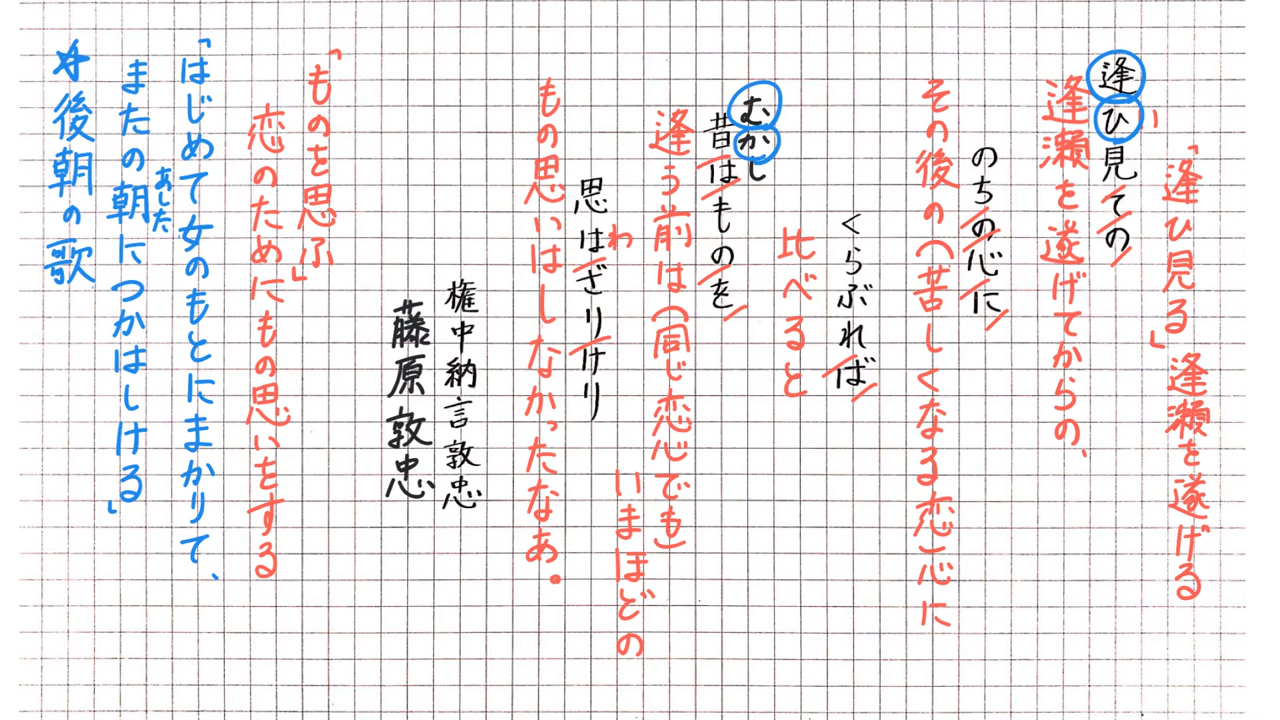 「逢ひ見る」逢瀬を遂げる
い
逢ひ見ての
逢瀬を遂げてからの、
のちの心に
その後の(苦しくなる恋)心に
くらぶれば
比べると
むかし
昔はものを
逢う前は(同じ恋心でも)
いまほどの
わ
思はざりけり
もの思いはしなかったなあ。
権中納言敦忠
藤原敦忠
「ものを思ふ」
恋のためにもの思いをする
「はじめて女のもとにまかりて、
あした
またの朝につかはしける」
☆後朝の歌